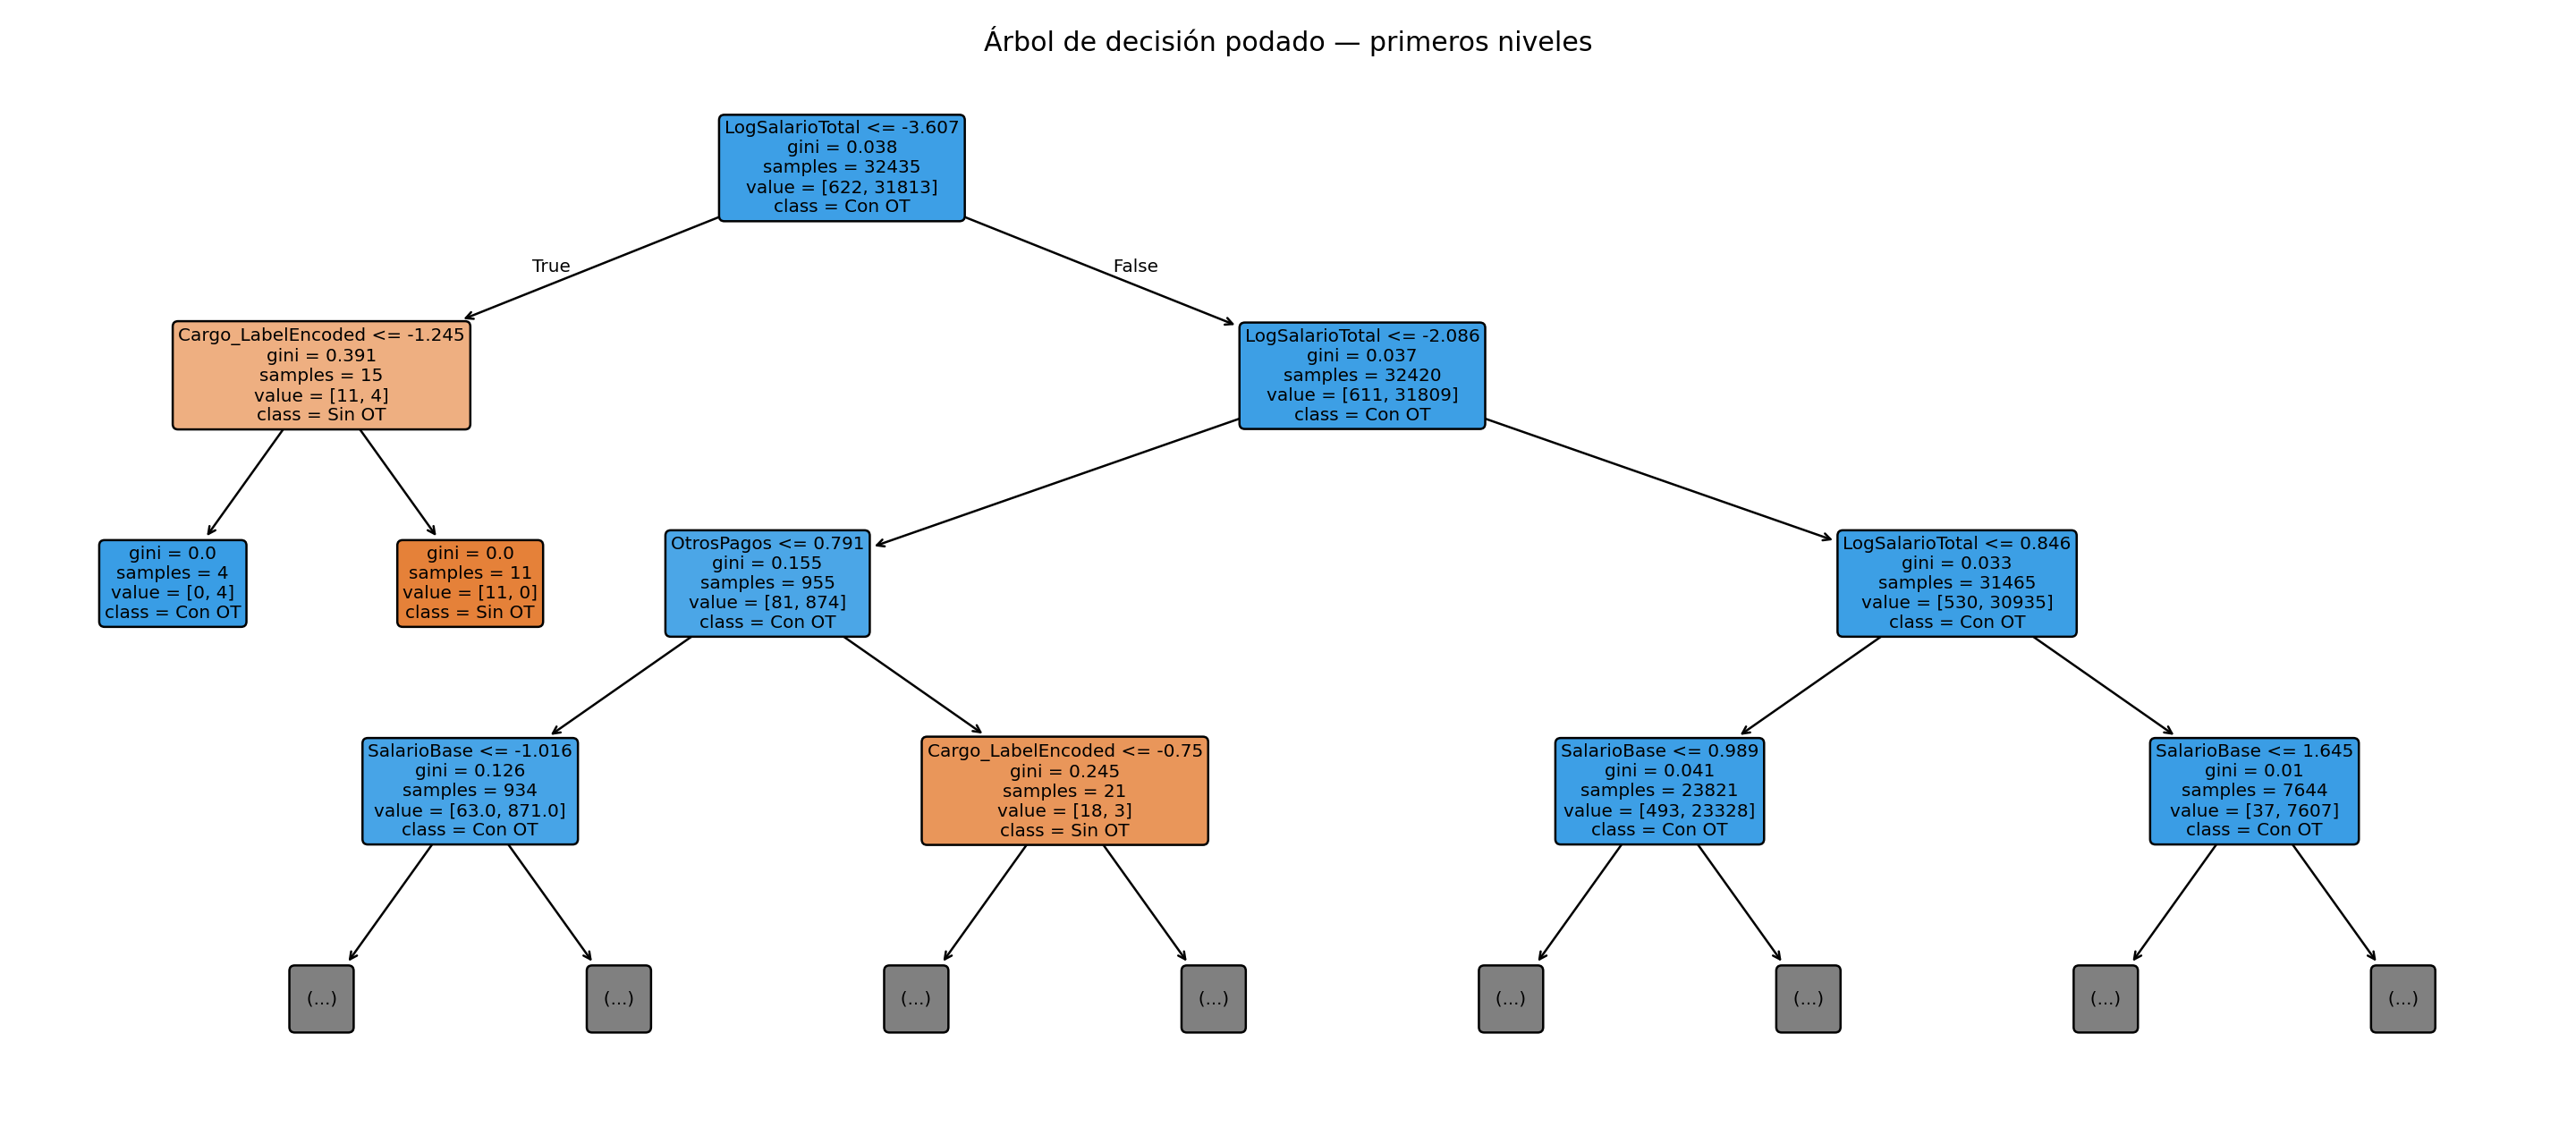 Árbol de decisión podado — primeros niveles
LogSalarioTotal <= -3.607
gini = 0.038
samples = 32435
value = [622, 31813]
class = Con OT
True
False
Cargo_LabelEncoded <= -1.245
gini = 0.391
samples = 15
value = [11, 4]
class = Sin OT
LogSalarioTotal <= -2.086
gini = 0.037
samples = 32420
value = [611, 31809]
class = Con OT
gini = 0.0
samples = 4
value = [0, 4]
class = Con OT
gini = 0.0
samples = 11
value = [11, 0]
class = Sin OT
OtrosPagos <= 0.791
gini = 0.155
samples = 955
value = [81, 874]
class = Con OT
LogSalarioTotal <= 0.846
gini = 0.033
samples = 31465
value = [530, 30935]
class = Con OT
SalarioBase <= -1.016
gini = 0.126
samples = 934
value = [63.0, 871.0]
class = Con OT
Cargo_LabelEncoded <= -0.75
gini = 0.245
samples = 21
value = [18, 3]
class = Sin OT
SalarioBase <= 0.989
gini = 0.041
samples = 23821
value = [493, 23328]
class = Con OT
SalarioBase <= 1.645
gini = 0.01
samples = 7644
value = [37, 7607]
class = Con OT
(...)
(...)
(...)
(...)
(...)
(...)
(...)
(...)